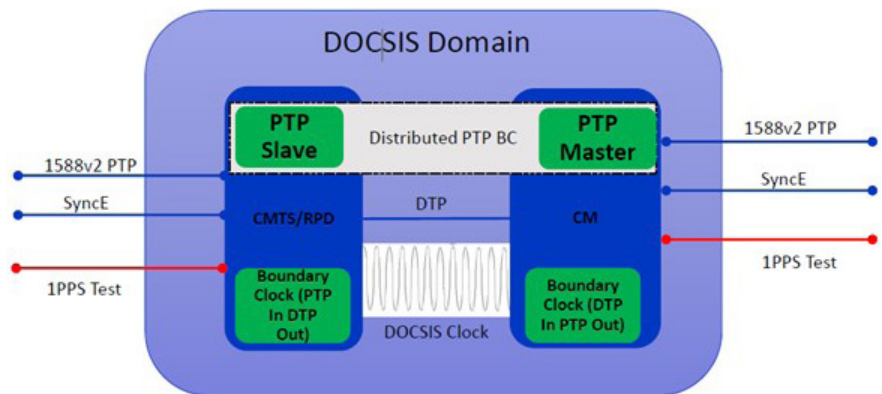 DOCSIS Domain
PTP
Slave
Distributed PTP BC
PTP
Master
1588v2 PTP
1588v2 PTP
SyncE
SyncE
CMTS/RPD
DTP
CM
1PPS Test
1PPS Test
Boundary
Clock (PTP
In DTP
Out)
Boundary
Clock (DTP
In PTP Out)
DOCSIS Clock